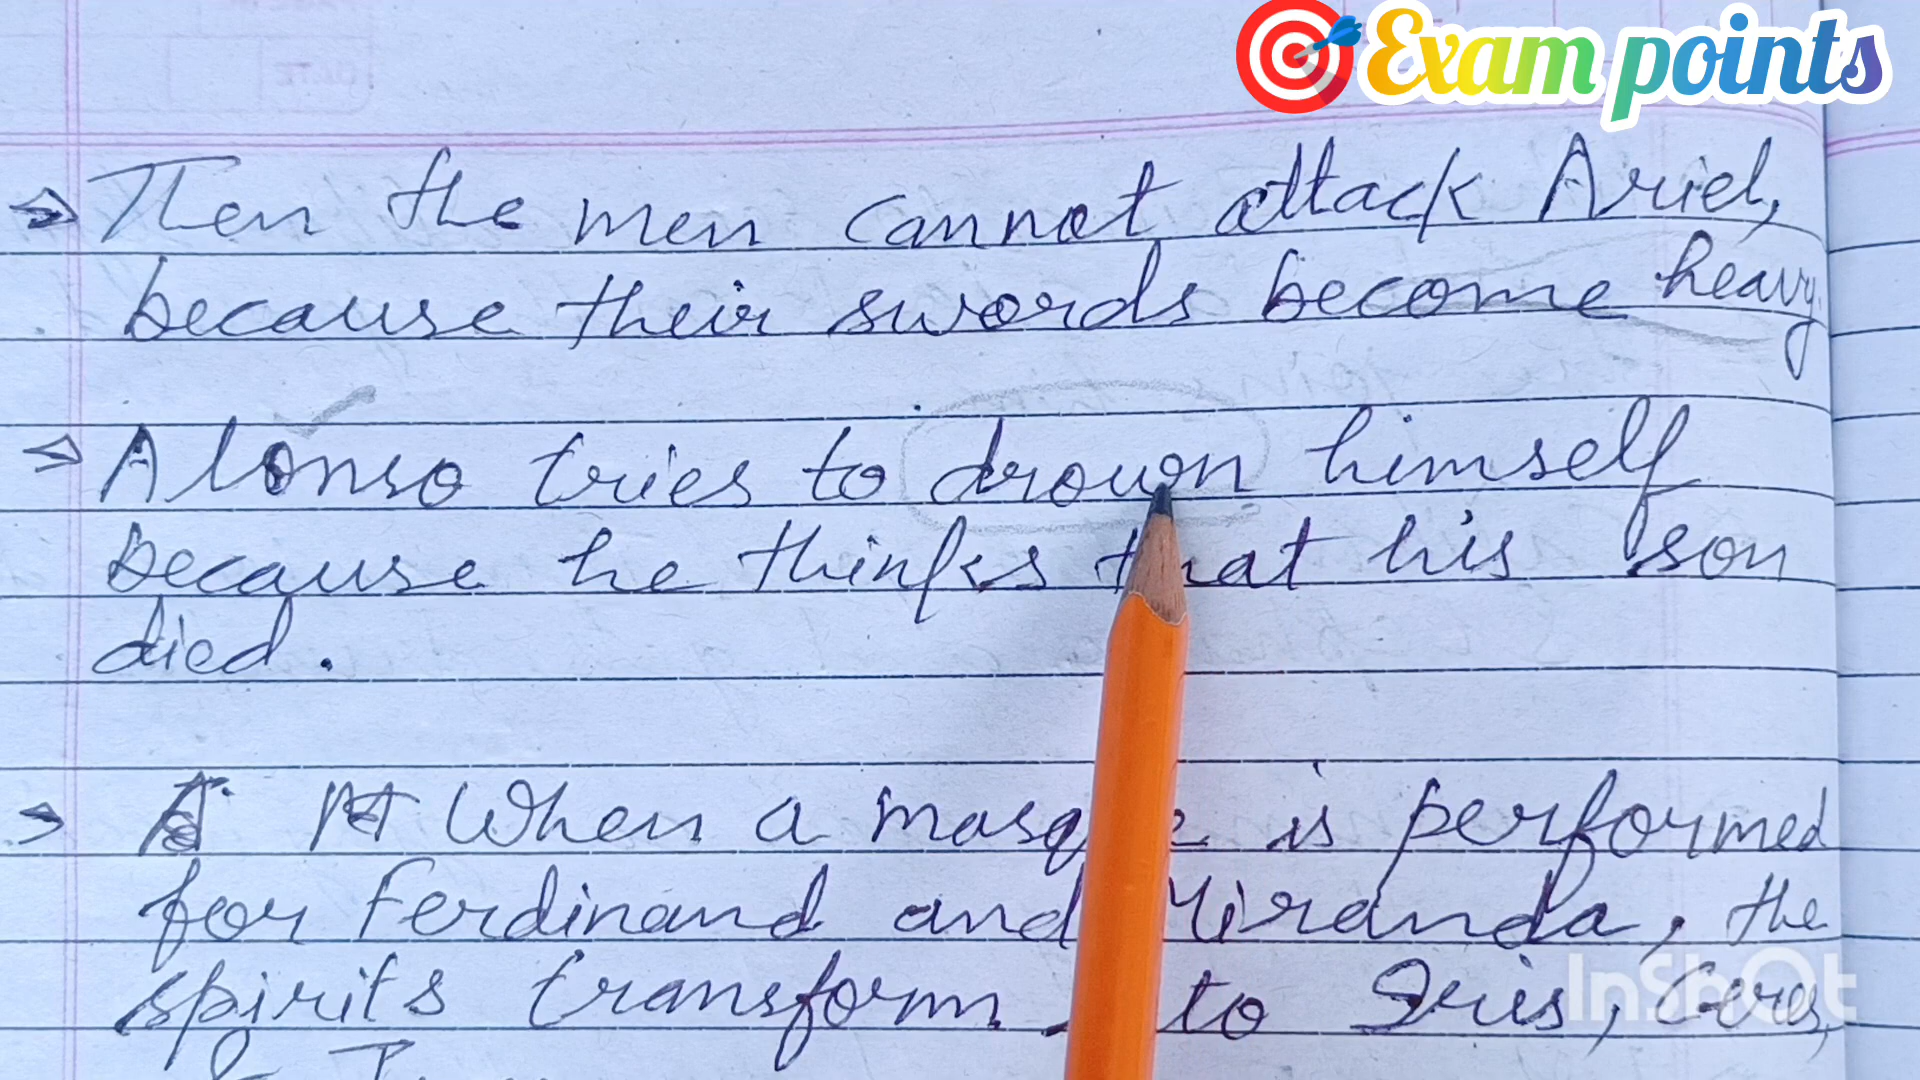 Exam points
→ Then the men cannot attack Ariel,
because their swords become heavy.
→ Alonso tries to drown himself
because he thinks that his son
died.
→ When a masque is performed
for Ferdinand and Miranda, the
spirits transform to Iris, Ceres,
&
InShOt